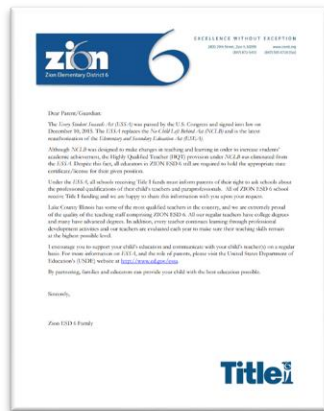 EXCELLENCE WITHOUT EXCEPTION
zion 6
Zion Elementary District 6
Dear Parent/Guardian:
The Every Student Succeeds Act (ESSA) was passed by the U.S. Congress and signed into law on
December 10, 2015. The ESSA replaces the No Child Left Behind Act (NCLB) and is the latest
reauthorization of the Elementary and Secondary Education Act (ESEA).
Although NCLB was designed to make changes in teaching and learning in order to increase students'
academic achievement, the Highly Qualified Teacher (HQT) provision under NCLB was eliminated from
the ESSA. Despite this fact, all educators in ZION ESD 6 still are required to hold the appropriate state
certificate/license for their given position.
Under the ESSA, all schools receiving Title I funds must inform parents of their right to ask schools about
the professional qualifications of their child's teachers and paraprofessionals. All of ZION ESD 6 school
receive Title I funding and we are happy to share this information with you upon your request.
Lake County Illinois has some of the most qualified teachers in the country, and we are extremely proud
of the quality of the teaching staff comprising ZION ESD 6. All our regular teachers have college degrees
and many have advanced degrees. In addition, every teacher continues learning through professional
development activities and our teachers are evaluated each year to make sure their teaching skills remain
at the highest possible level.
I encourage you to support your child's education and communicate with your child's teacher(s) on a regular
basis. For more information on ESSA, and the role of parents, please visit the United States Department of
Education's (USDE) website at http://www.ed.gov/essa.
By partnering, families and educators can provide your child with the best education possible.
Sincerely,
Zion ESD 6 Family
Title I